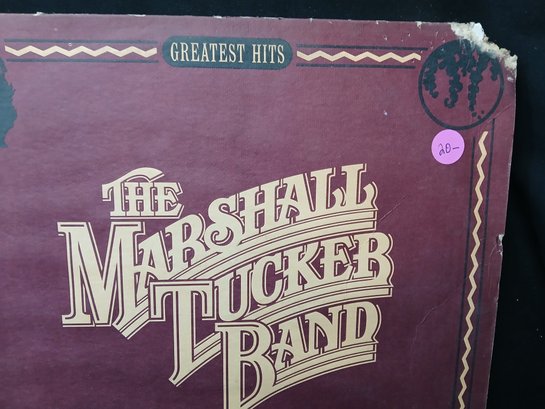 GREATEST HITS
20-
THE
MARSHALL
TUCKER
BAND